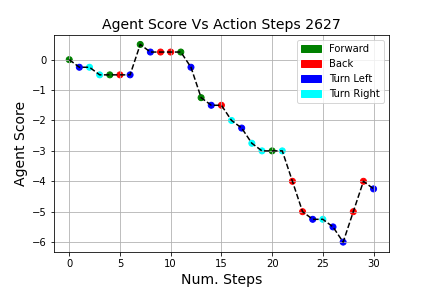 Agent Score Vs Action Steps 2627
Forward
Back
Turn Left
Turn Right
Agent Score
0
−1
−2
−3
−4
−5
−6
0 5 10 15 20 25 30
Num. Steps